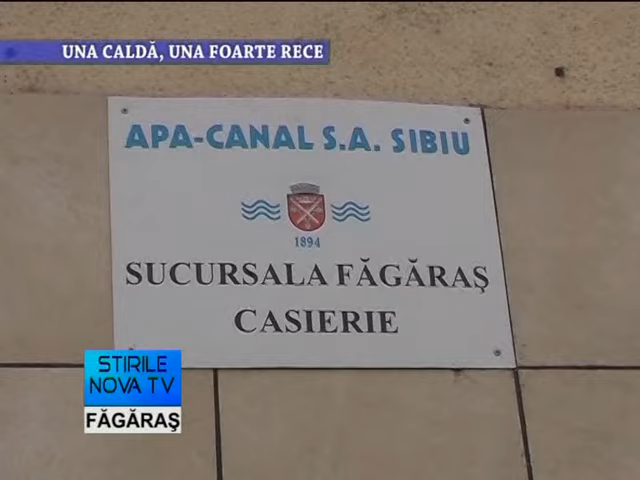 UNA CALDĂ, UNA FOARTE RECE
APA-CANAL S.A. SIBIU
1894
SUCURSALA FĂGĂRAŞ
CASIERIE
STIRILE
NOVA TV
FĂGĂRAŞ